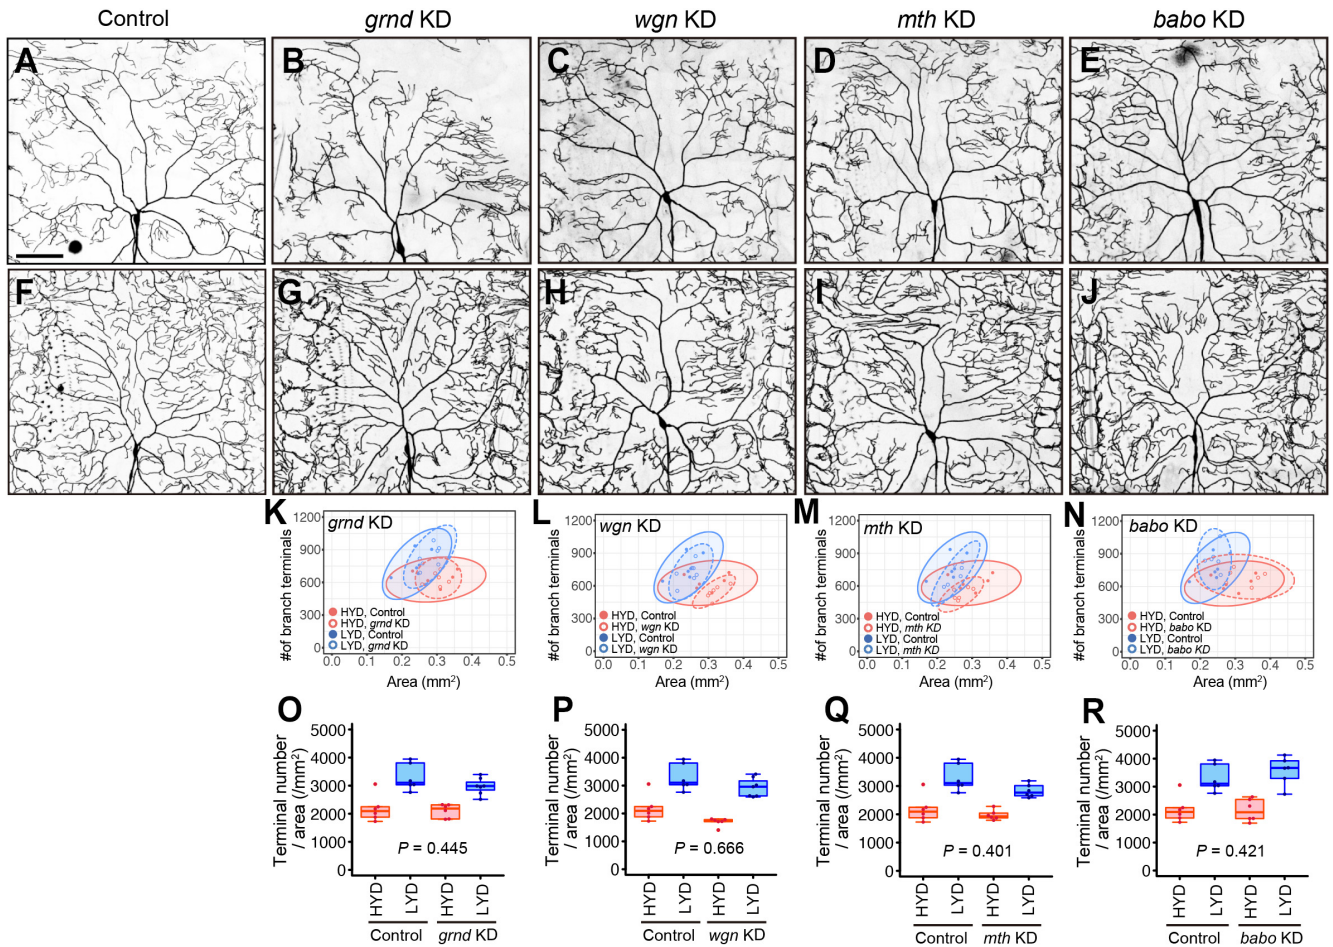 Control
grnd KD
wgn KD
mth KD
babo KD
A
B
C
D
E
F
G
H
I
J
K
grnd KD
#of branch terminals
1200
900
600
300
0
HYD, Control
HYD, grnd KD
LYD, Control
LYD, grnd KD
0.0 0.1 0.2 0.3 0.4 0.5
Area (mm²)
L
wgn KD
#of branch terminals
1200
900
600
300
0
HYD, Control
HYD, wgn KD
LYD, Control
LYD, wgn KD
0.0 0.1 0.2 0.3 0.4 0.5
Area (mm²)
M
mth KD
#of branch terminals
1200
900
600
300
0
HYD, Control
HYD, mth KD
LYD, Control
LYD, mth KD
0.0 0.1 0.2 0.3 0.4 0.5
Area (mm²)
N
babo KD
#of branch terminals
1200
900
600
300
0
HYD, Control
HYD, babo KD
LYD, Control
LYD, babo KD
0.0 0.1 0.2 0.3 0.4 0.5
Area (mm²)
O
Terminal number
/ area (/mm²)
5000
4000
3000
2000
1000
0
P = 0.445
HYD LYD HYD LYD
Control grnd KD
P
Terminal number
/ area (/mm²)
5000
4000
3000
2000
1000
0
P = 0.666
HYD LYD HYD LYD
Control wgn KD
Q
Terminal number
/ area (/mm²)
5000
4000
3000
2000
1000
0
P = 0.401
HYD LYD HYD LYD
Control mth KD
R
Terminal number
/ area (/mm²)
5000
4000
3000
2000
1000
0
P = 0.421
HYD LYD HYD LYD
Control babo KD